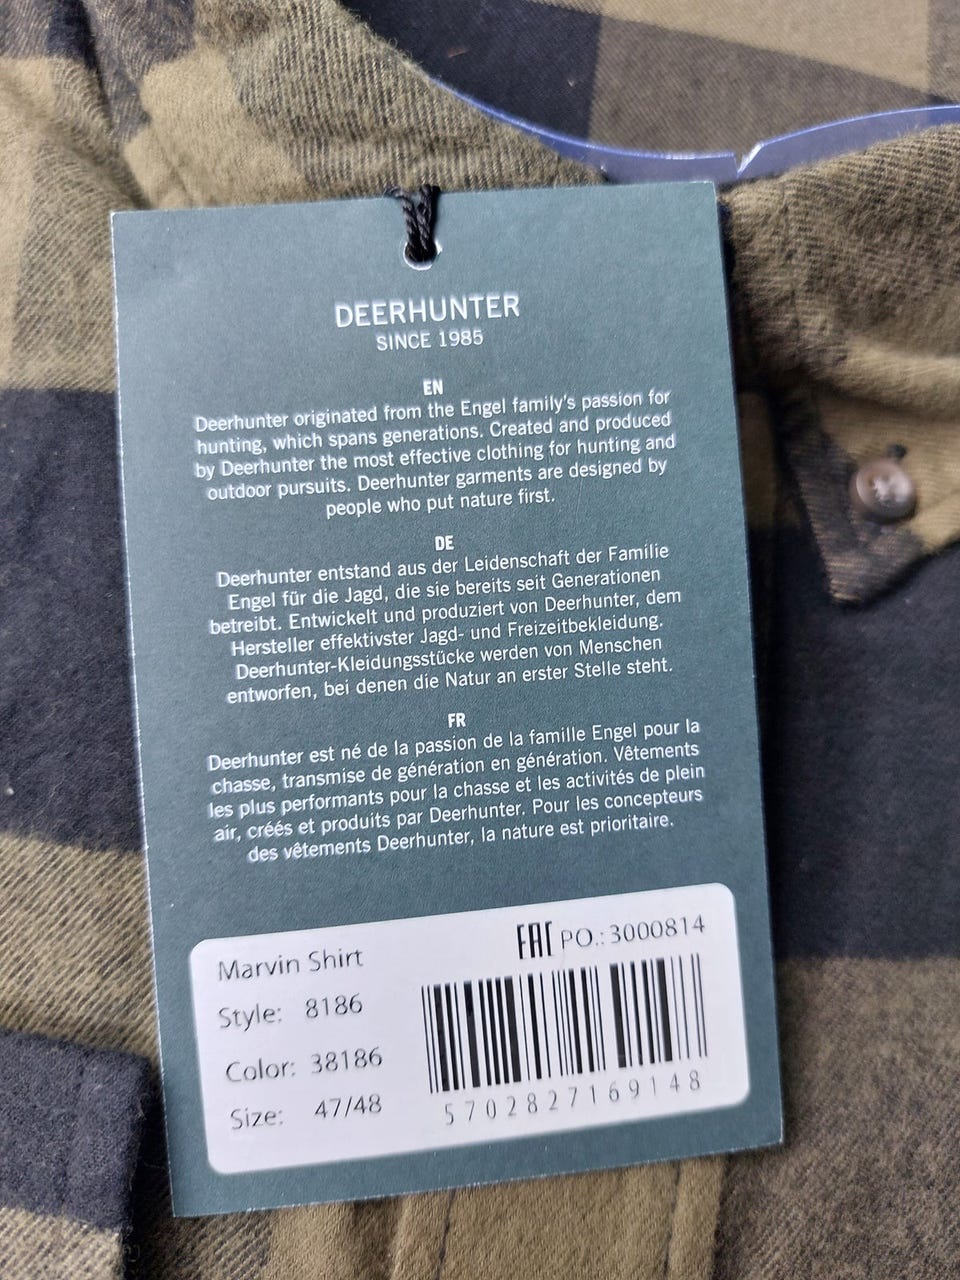 DEERHUNTER
SINCE 1985
EN
Deerhunter originated from the Engel family's passion for
hunting, which spans generations. Created and produced
by Deerhunter the most effective clothing for hunting and
outdoor pursuits. Deerhunter garments are designed by
people who put nature first.
DE
Deerhunter entstand aus der Leidenschaft der Familie
Engel für die Jagd, die sie bereits seit Generationen
betreibt. Entwickelt und produziert von Deerhunter, dem
Hersteller effektivster Jagd- und Freizeitbekleidung.
Deerhunter-Kleidungsstücke werden von Menschen
entworfen, bei denen die Natur an erster Stelle steht.
FR
Deerhunter est né de la passion de la famille Engel pour la
chasse, transmise de génération en génération. Vêtements
les plus performants pour la chasse et les activités de plein
air, créés et produits par Deerhunter. Pour les concepteurs
des vêtements Deerhunter, la nature est prioritaire.
EAC PO.: 3000814
Marvin Shirt
Style: 8186
Color: 38186
Size: 47/48
5702827169148